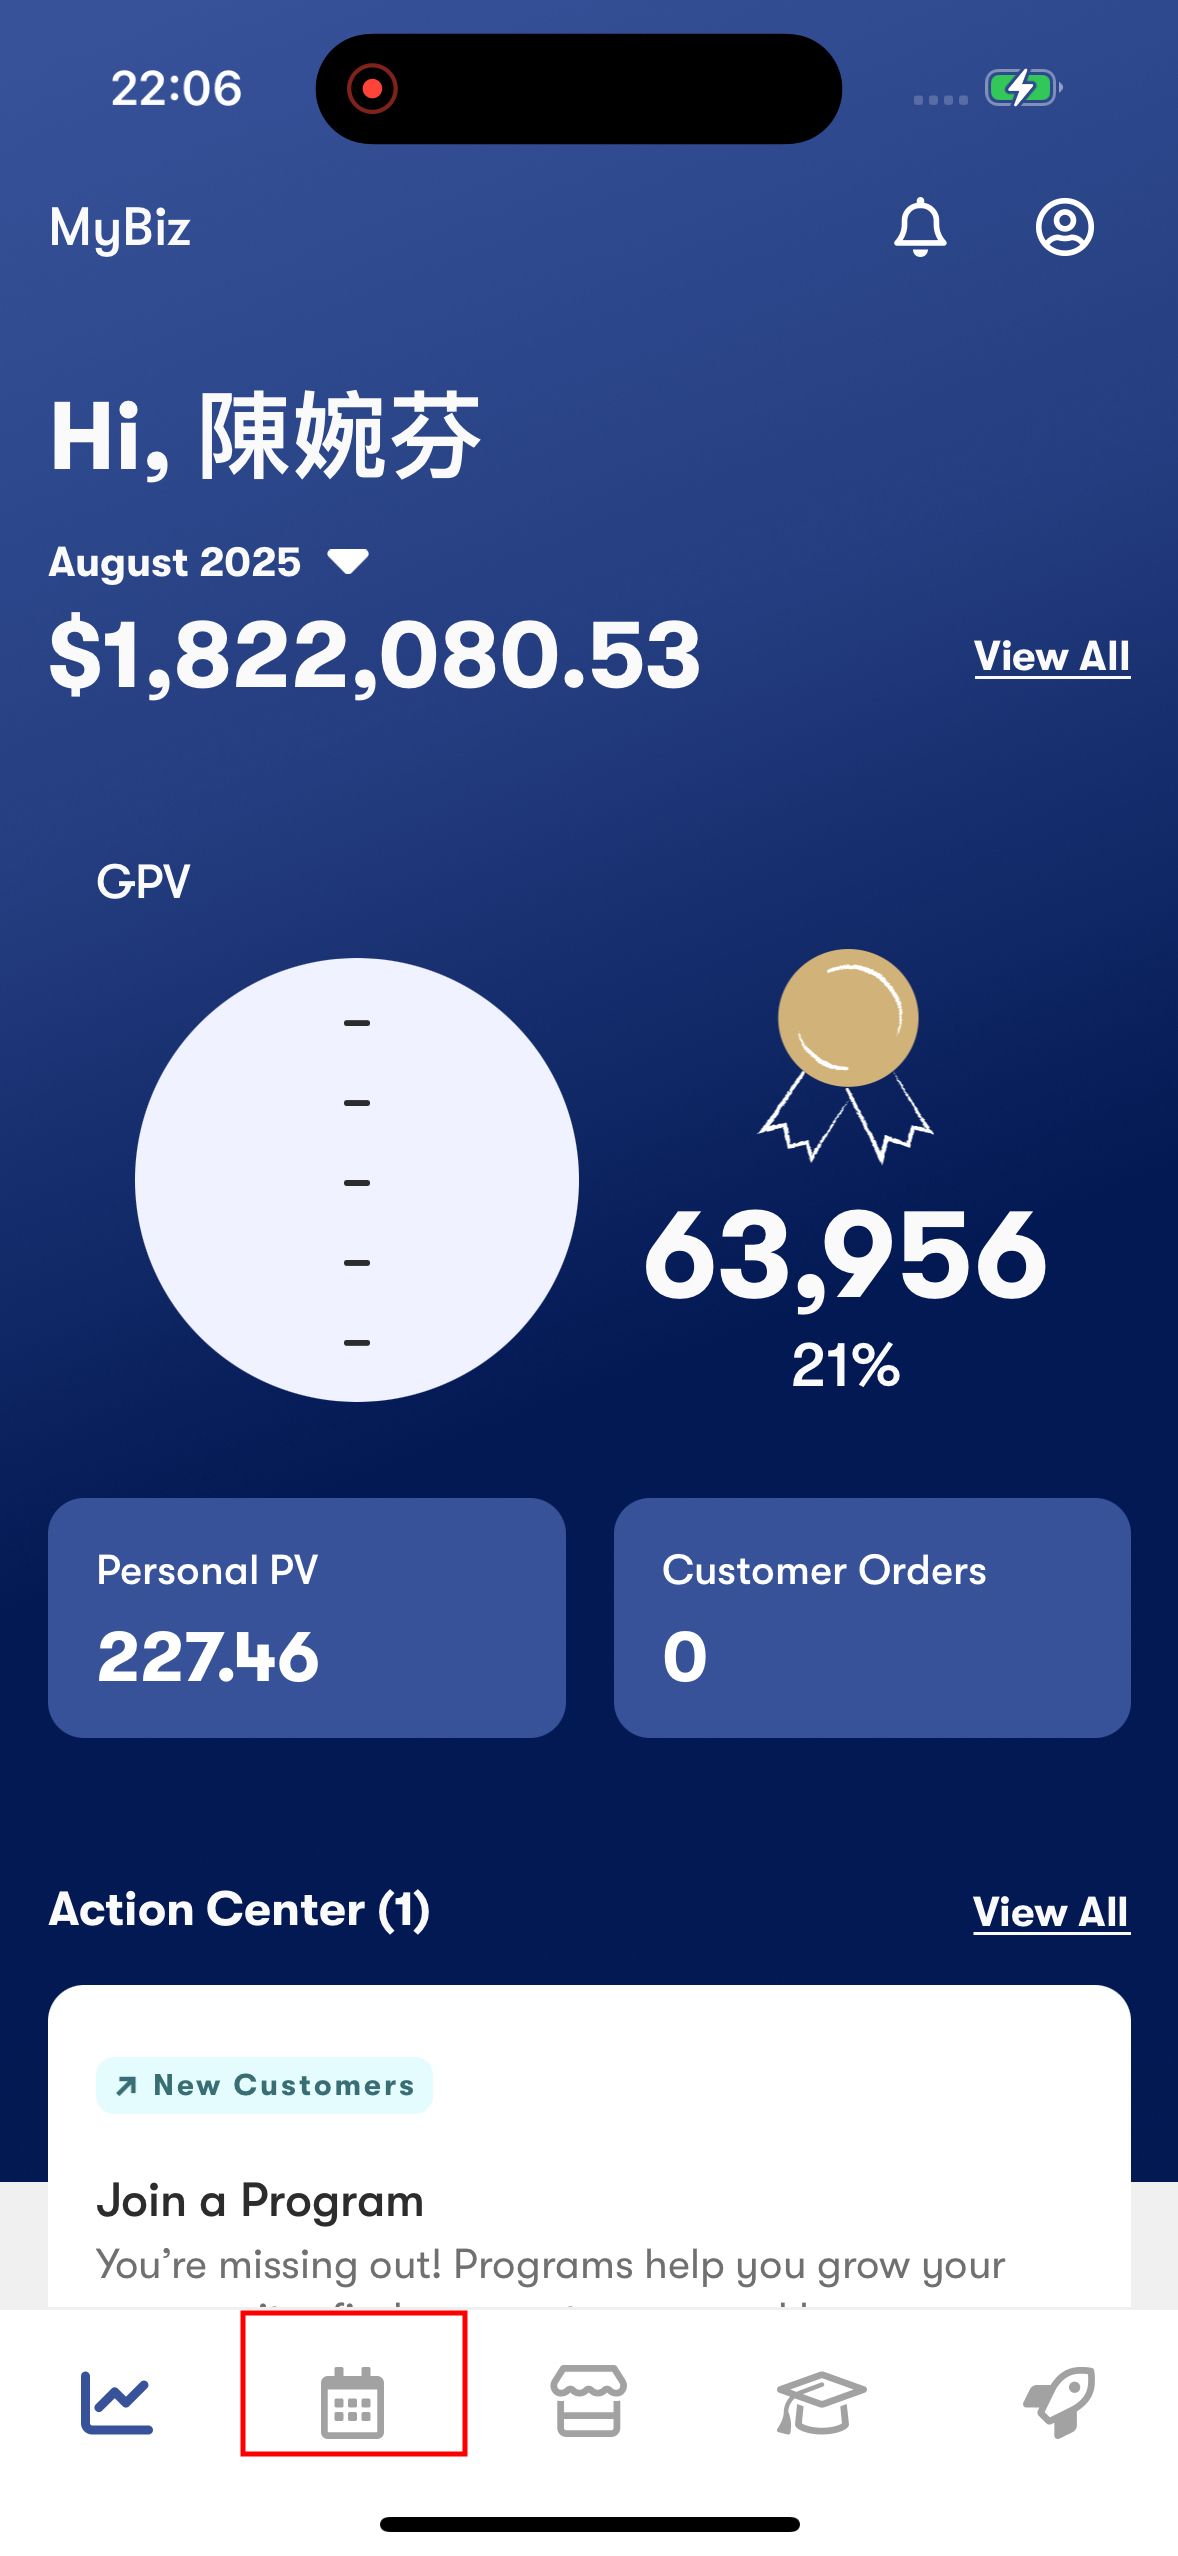 22:06
MyBiz
Hi, 陳婉芬
August 2025
$1,822,080.53
View All
GPV
63,956
21%
Personal PV
227.46
Customer Orders
0
Action Center (1)
View All
New Customers
Join a Program
You’re missing out! Programs help you grow your